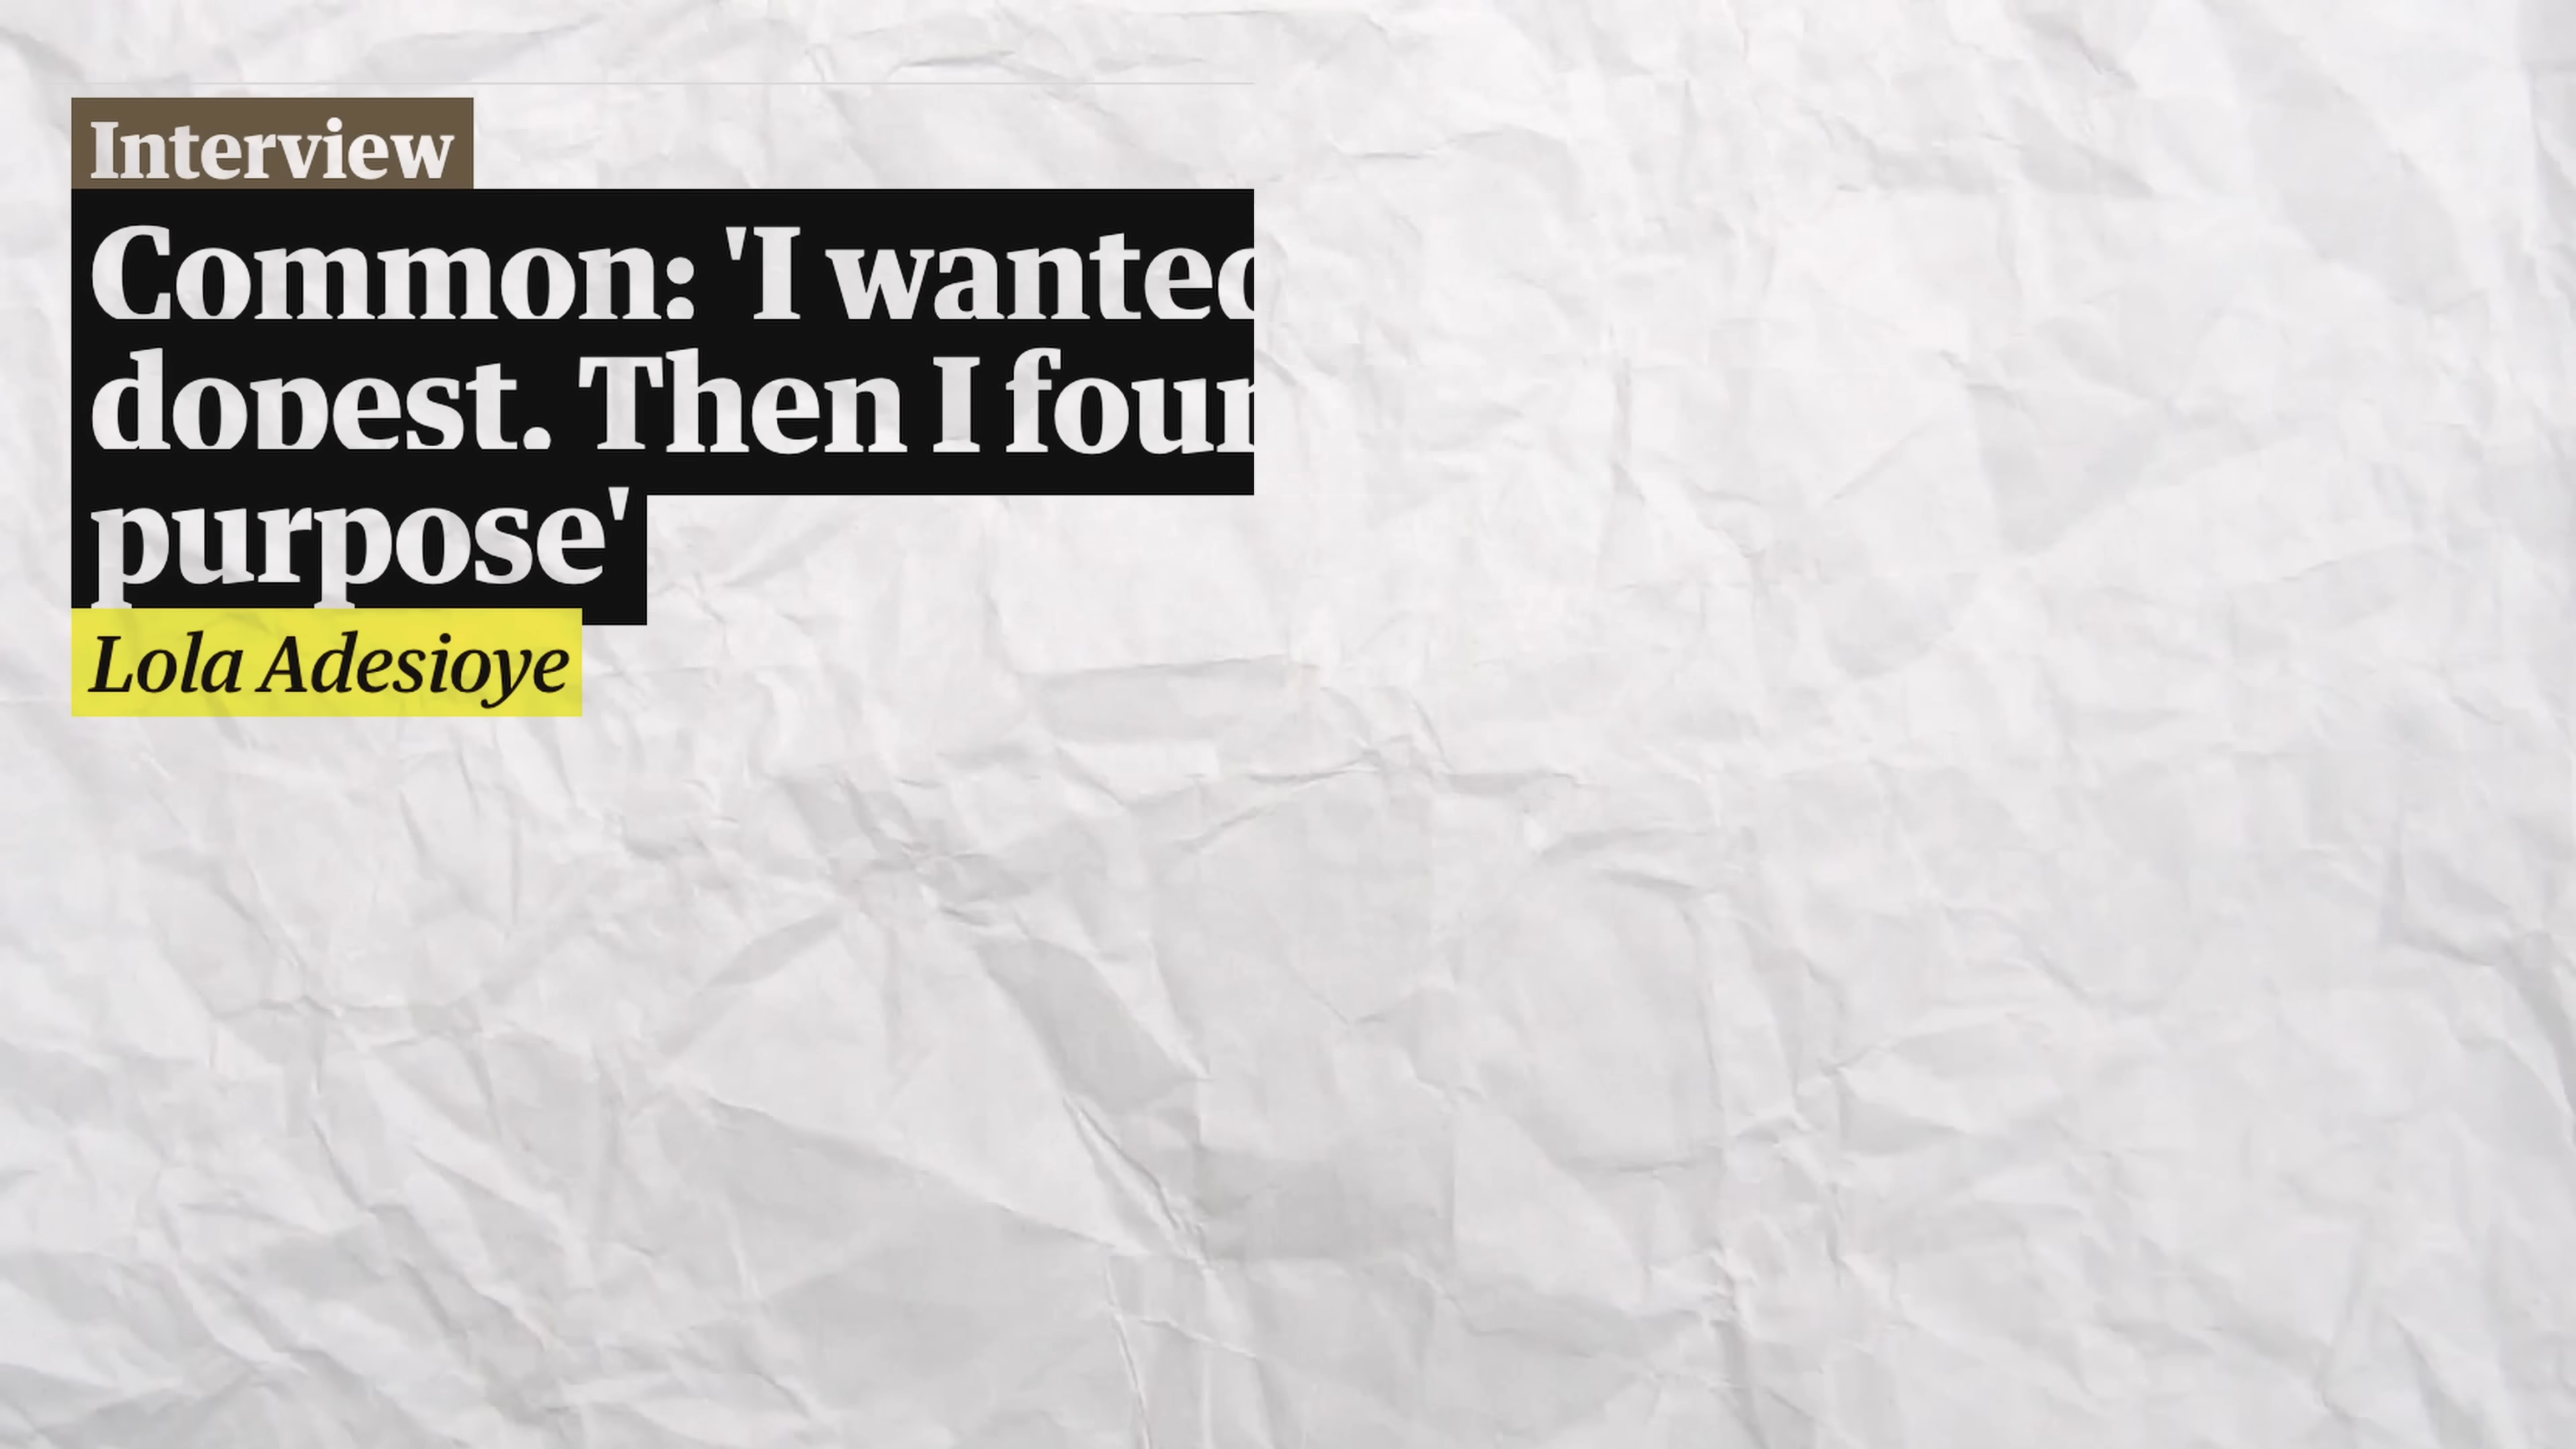 Interview
Common: 'I wanted
dopest. Then I four
purpose'
Lola Adesioye